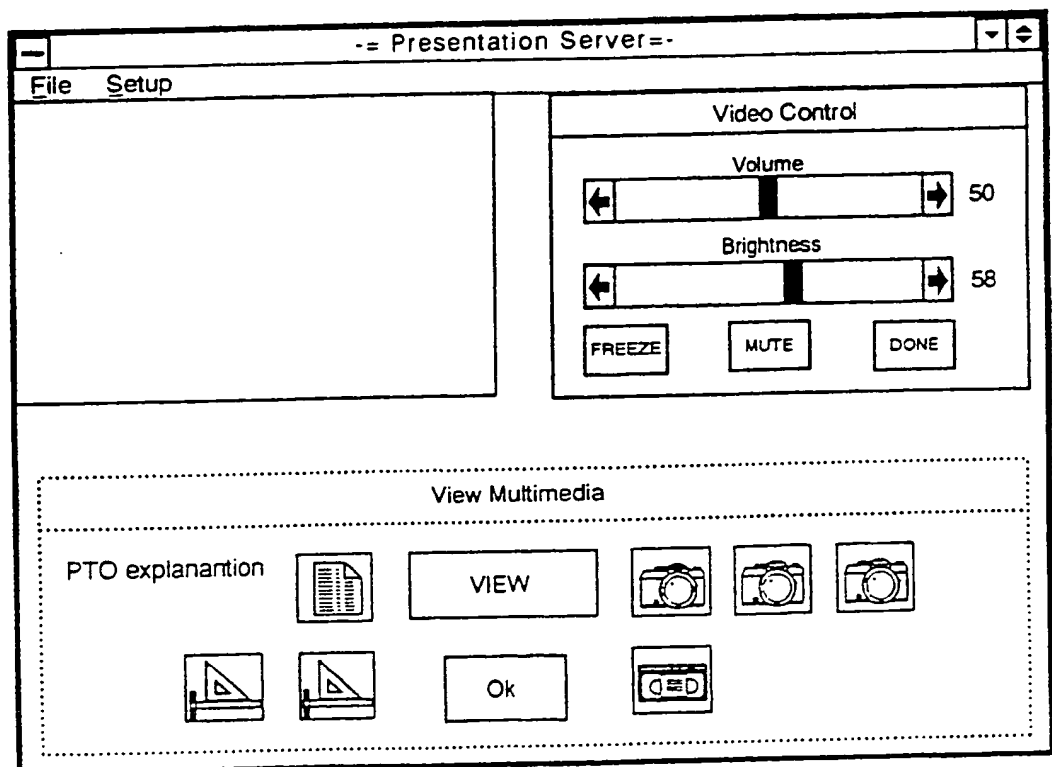 -= Presentation Server=-
File Setup
Video Control
Volume
50
Brightness
58
FREEZE MUTE DONE
View Multimedia
PTO explanantion VIEW
Ok